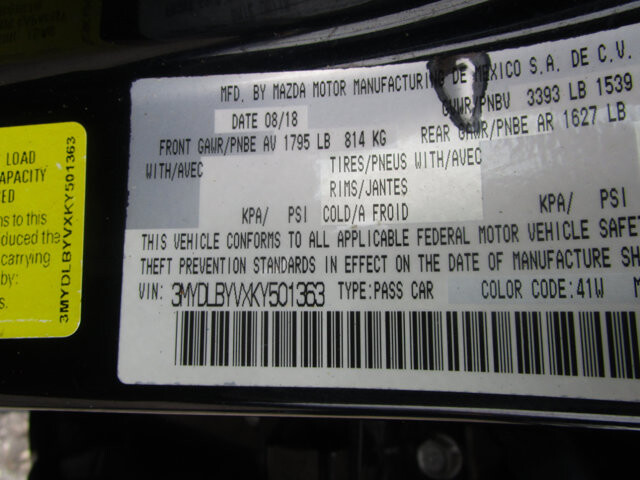 LOAD
CAPACITY
ns to this
oduced the
carrying
by:
3MYDLBYVXKY501363
MFD. BY MAZDA MOTOR MANUFACTURING DE MEXICO S.A. DE C.V.
DATE 08/18 GVWR/PNBV 3393 LB 1539
FRONT GAWR/PNBE AV 1795 LB 814 KG REAR GAWR/PNBE AR 1627 LB
WITH/AVEC TIRES/PNEUS WITH/AVEC
RIMS/JANTES
KPA/ PSI COLD/A FROID KPA/ PSI
THIS VEHICLE CONFORMS TO ALL APPLICABLE FEDERAL MOTOR VEHICLE SAFET
THEFT PREVENTION STANDARDS IN EFFECT ON THE DATE OF MANUFACTURE SH
VIN: 3MYDLBYVXKY501363 TYPE:PASS CAR COLOR CODE:41W M